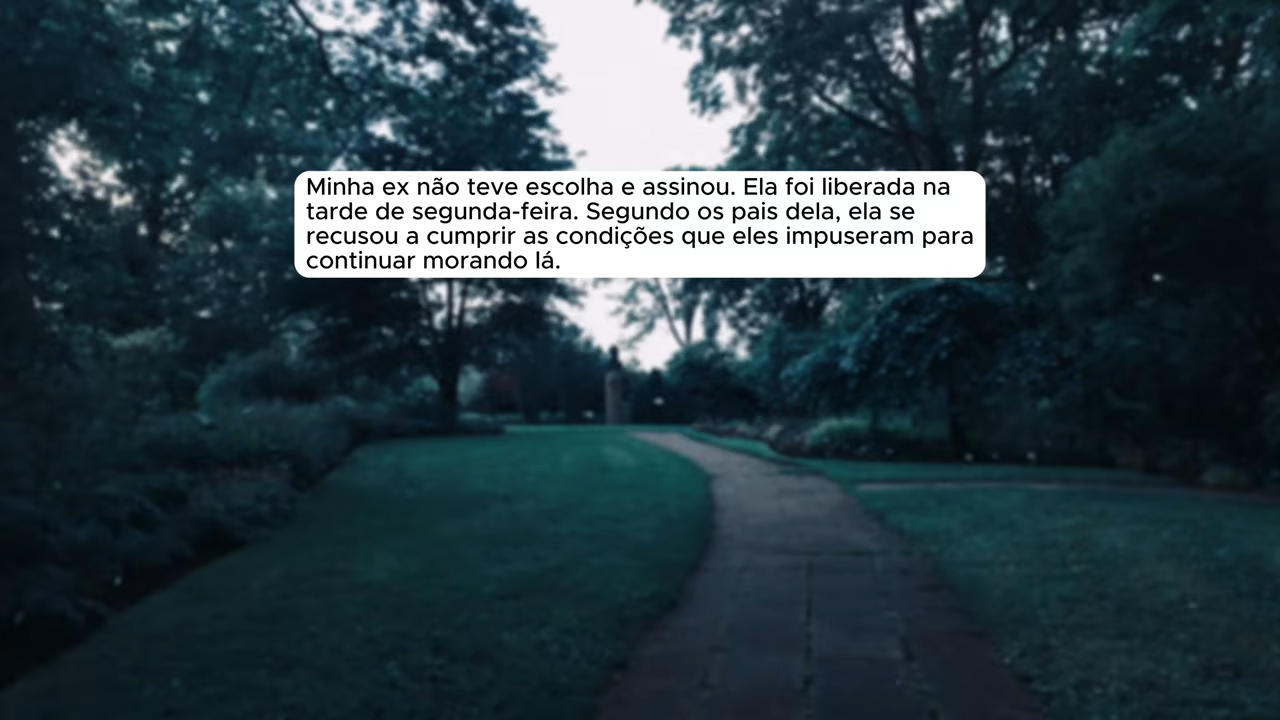 Minha ex não teve escolha e assinou. Ela foi liberada na
tarde de segunda-feira. Segundo os pais dela, ela se
recusou a cumprir as condições que eles impuseram para
continuar morando lá.